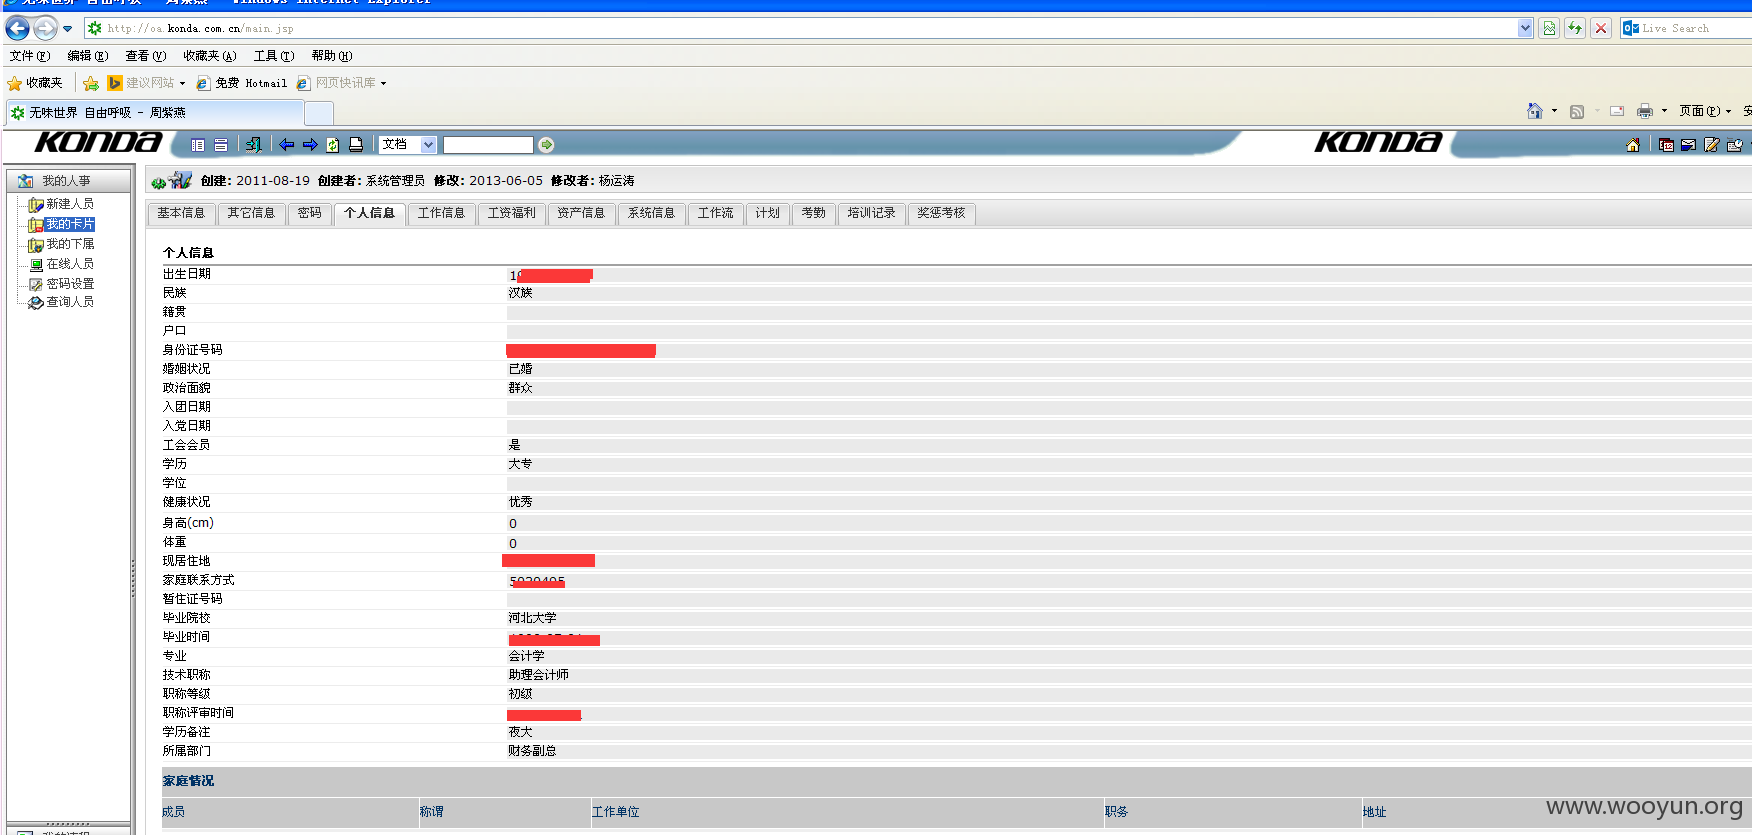 无味世界 自由呼吸 - 周紫燕 - Windows Internet Explorer
http://oa.konda.com.cn/main.jsp
Live Search
文件(F) 编辑(E) 查看(V) 收藏夹(A) 工具(T) 帮助(H)
收藏夹 建议网站 免费 Hotmail 网页快讯库
无味世界 自由呼吸 - 周紫燕
页面(P)
KONDA 文档 KONDA
我的人事
新建人员
我的卡片
我的下属
在线人员
密码设置
查询人员
创建: 2011-08-19 创建者: 系统管理员 修改: 2013-06-05 修改者: 杨运涛
基本信息 其它信息 密码 个人信息 工作信息 工资福利 资产信息 系统信息 工作流 计划 考勤 培训记录 奖惩考核
个人信息
出生日期
民族 汉族
籍贯
户口
身份证号码
婚姻状况 已婚
政治面貌 群众
入团日期
入党日期
工会会员 是
学历 大专
学位
健康状况 优秀
身高(cm) 0
体重 0
现居住地
家庭联系方式
暂住证号码
毕业院校 河北大学
毕业时间
专业 会计学
技术职称 助理会计师
职称等级 初级
职称评审时间
学历备注 夜大
所属部门 财务副总
家庭情况
成员 称谓 工作单位 职务 地址
www.wooyun.org